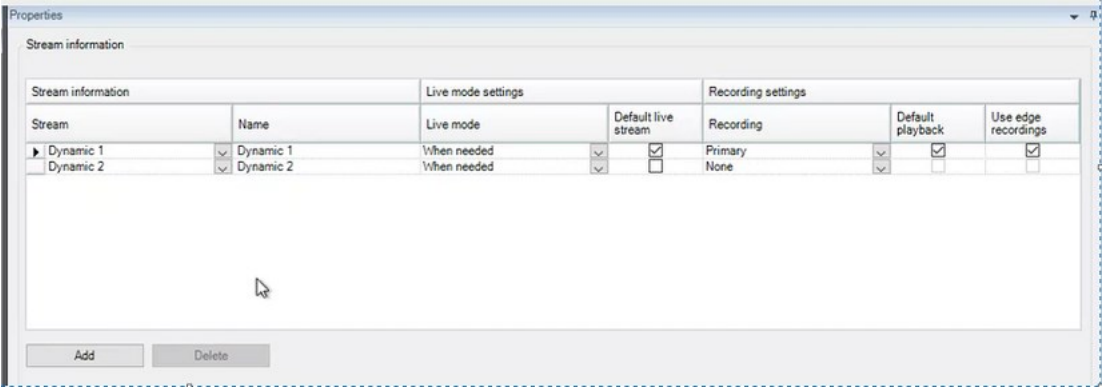 Properties
Stream information
Stream information Live mode settings Recording settings
Stream Name Live mode Default live stream Recording Default playback Use edge recordings
Dynamic 1 Dynamic 1 When needed Primary
Dynamic 2 Dynamic 2 When needed None
Add Delete